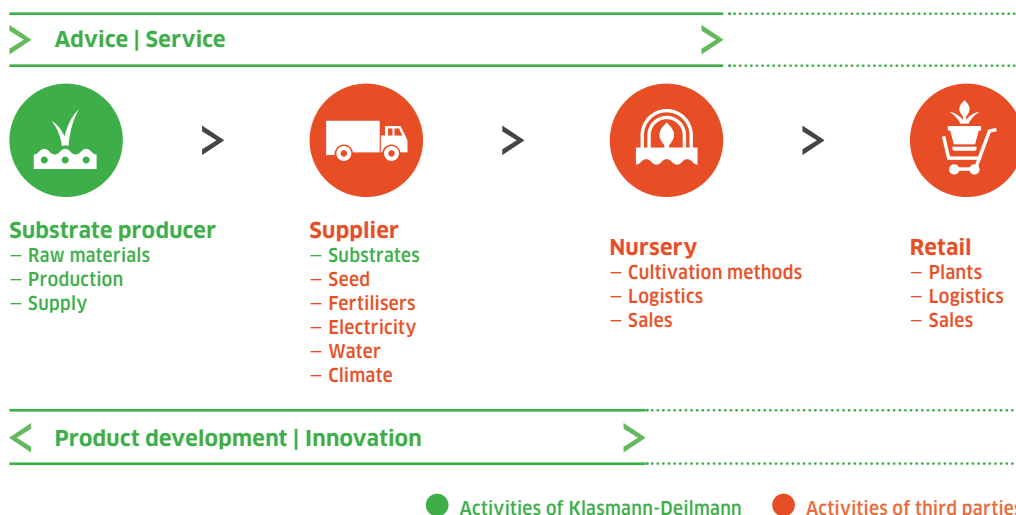 Advice | Service
Substrate producer
– Raw materials
– Production
– Supply
Supplier
– Substrates
– Seed
– Fertilisers
– Electricity
– Water
– Climate
Nursery
– Cultivation methods
– Logistics
– Sales
Retail
– Plants
– Logistics
– Sales
Product development | Innovation
Activities of Klasmann-Deilmann
Activities of third parties